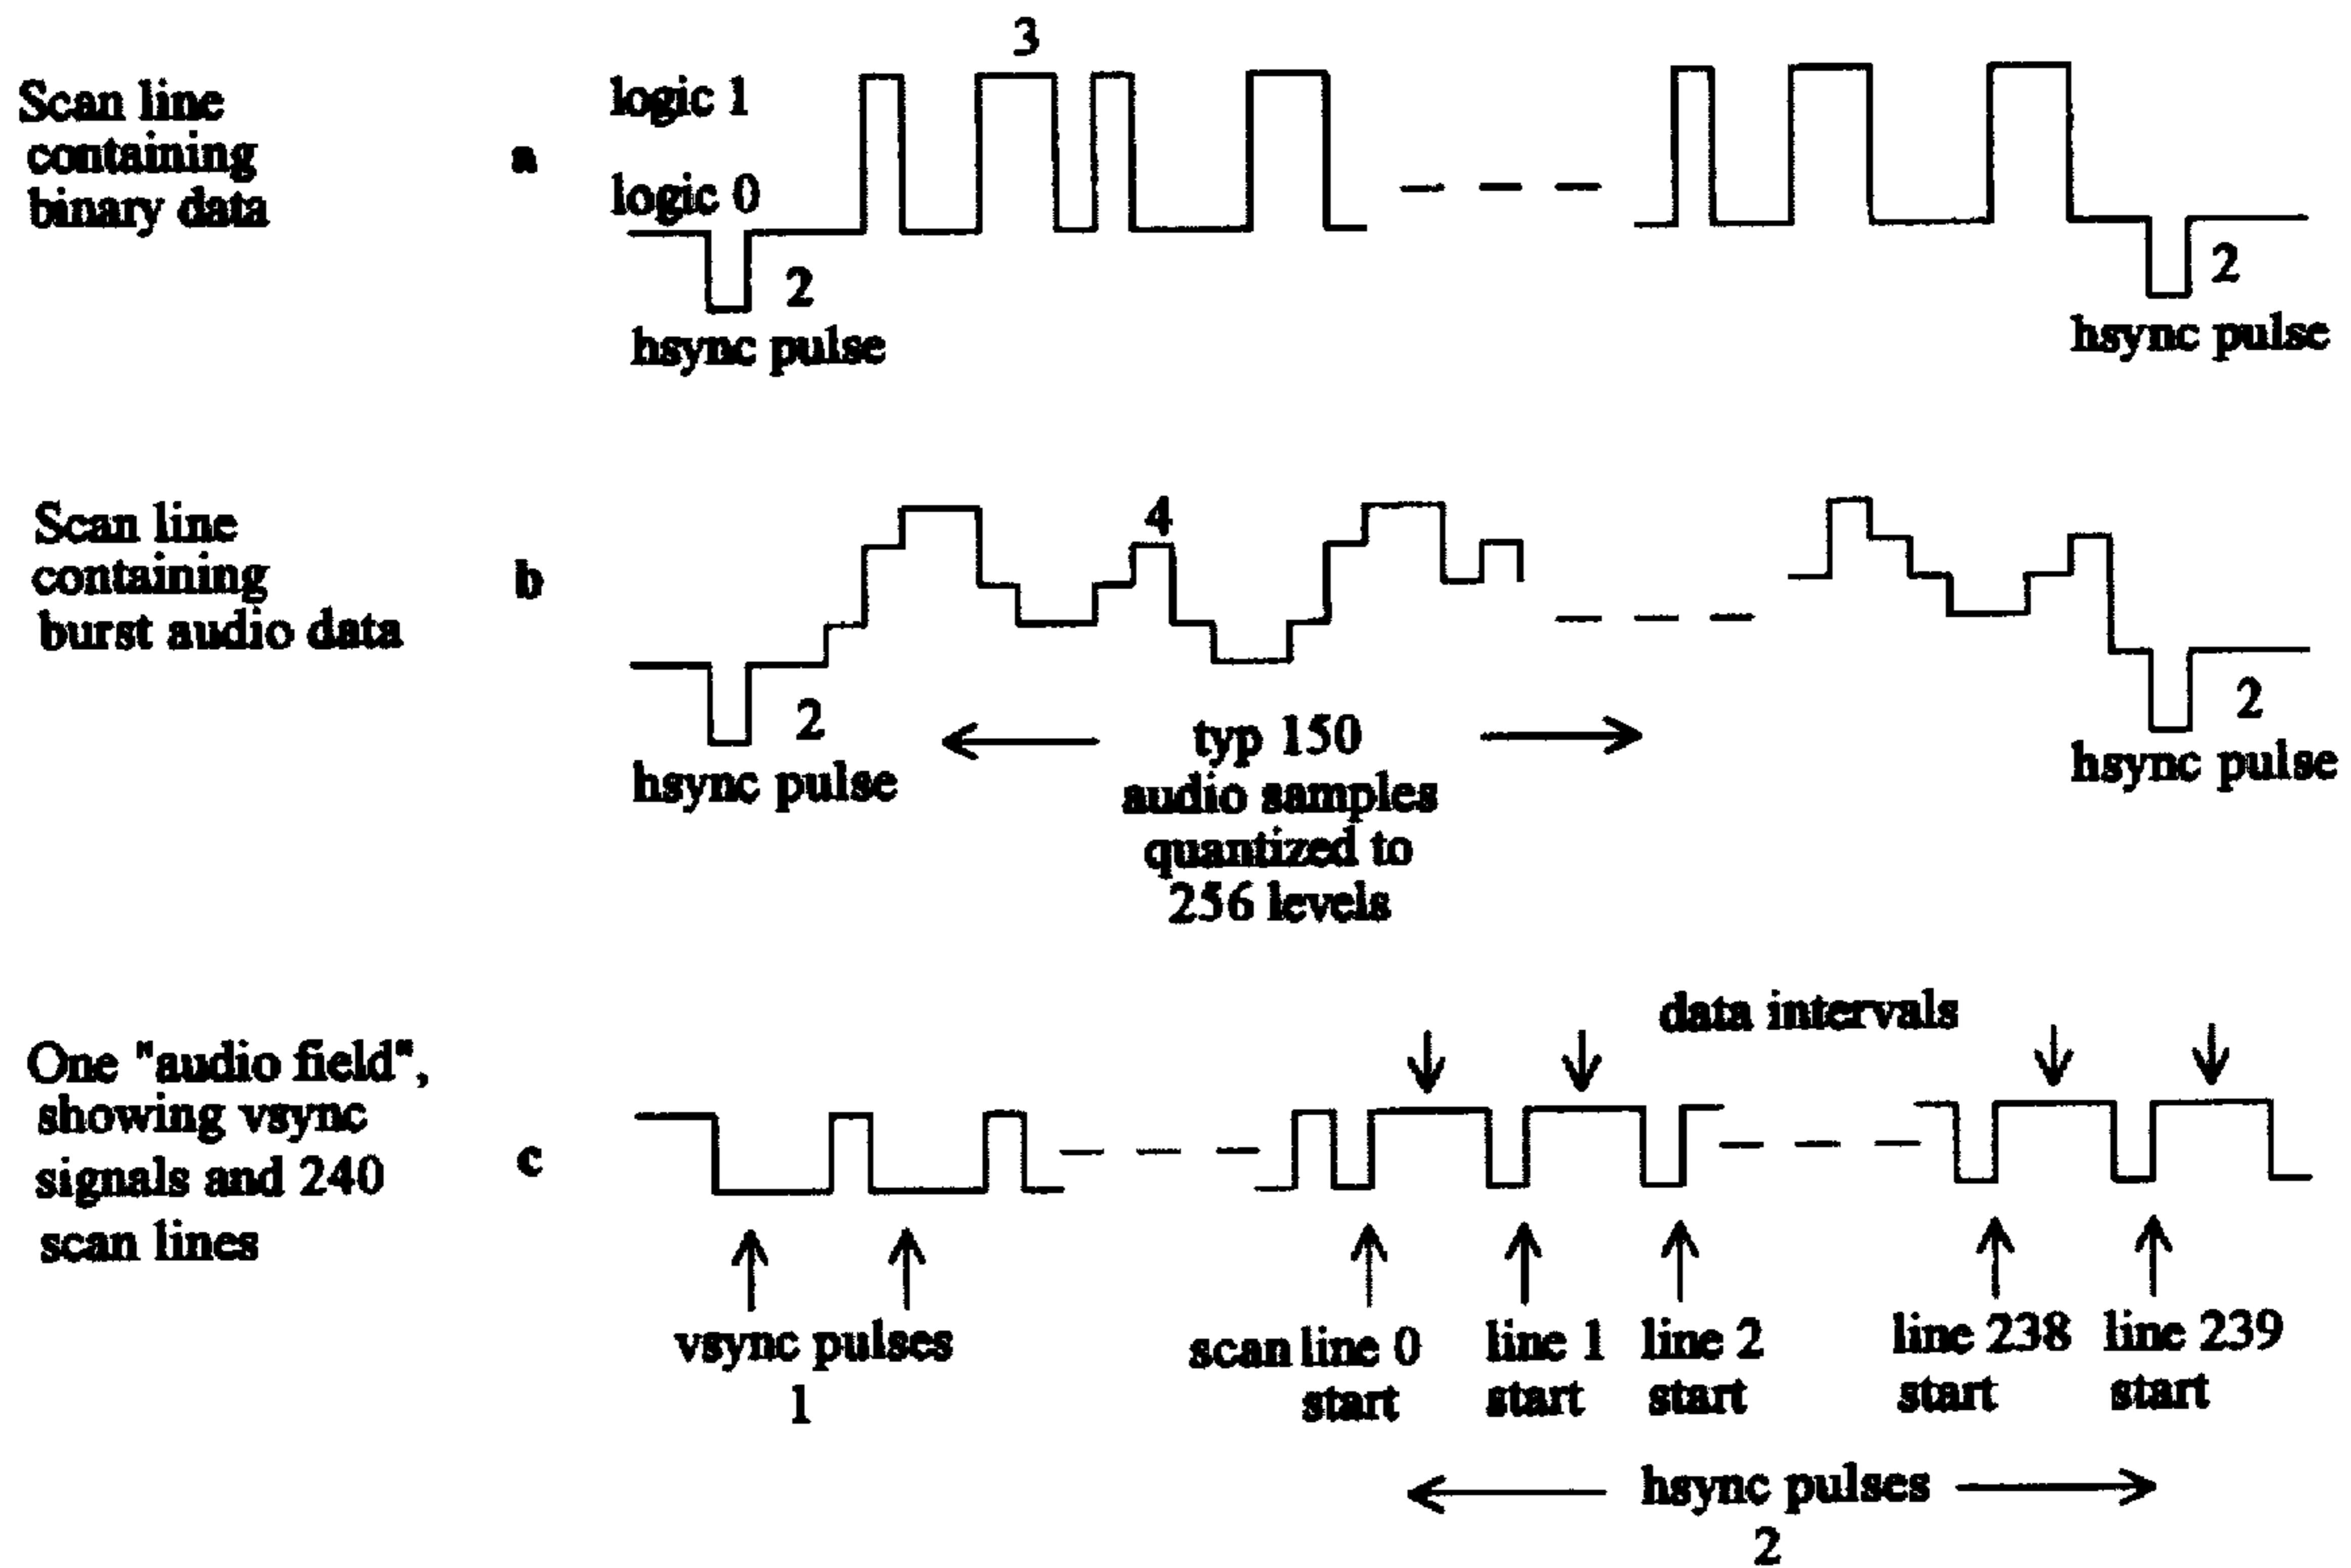 Scan line
containing
binary data
a
logic 1
logic 0
3
2
hsync pulse
2
hsync pulse
Scan line
containing
burst audio data
b
4
2
hsync pulse
typ 150
audio samples
quantized to
256 levels
2
hsync pulse
One "audio field",
showing vsync
signals and 240
scan lines
c
data intervals
vsync pulses
1
scan line 0
start
line 1
start
line 2
start
line 238
start
line 239
start
hsync pulses
2